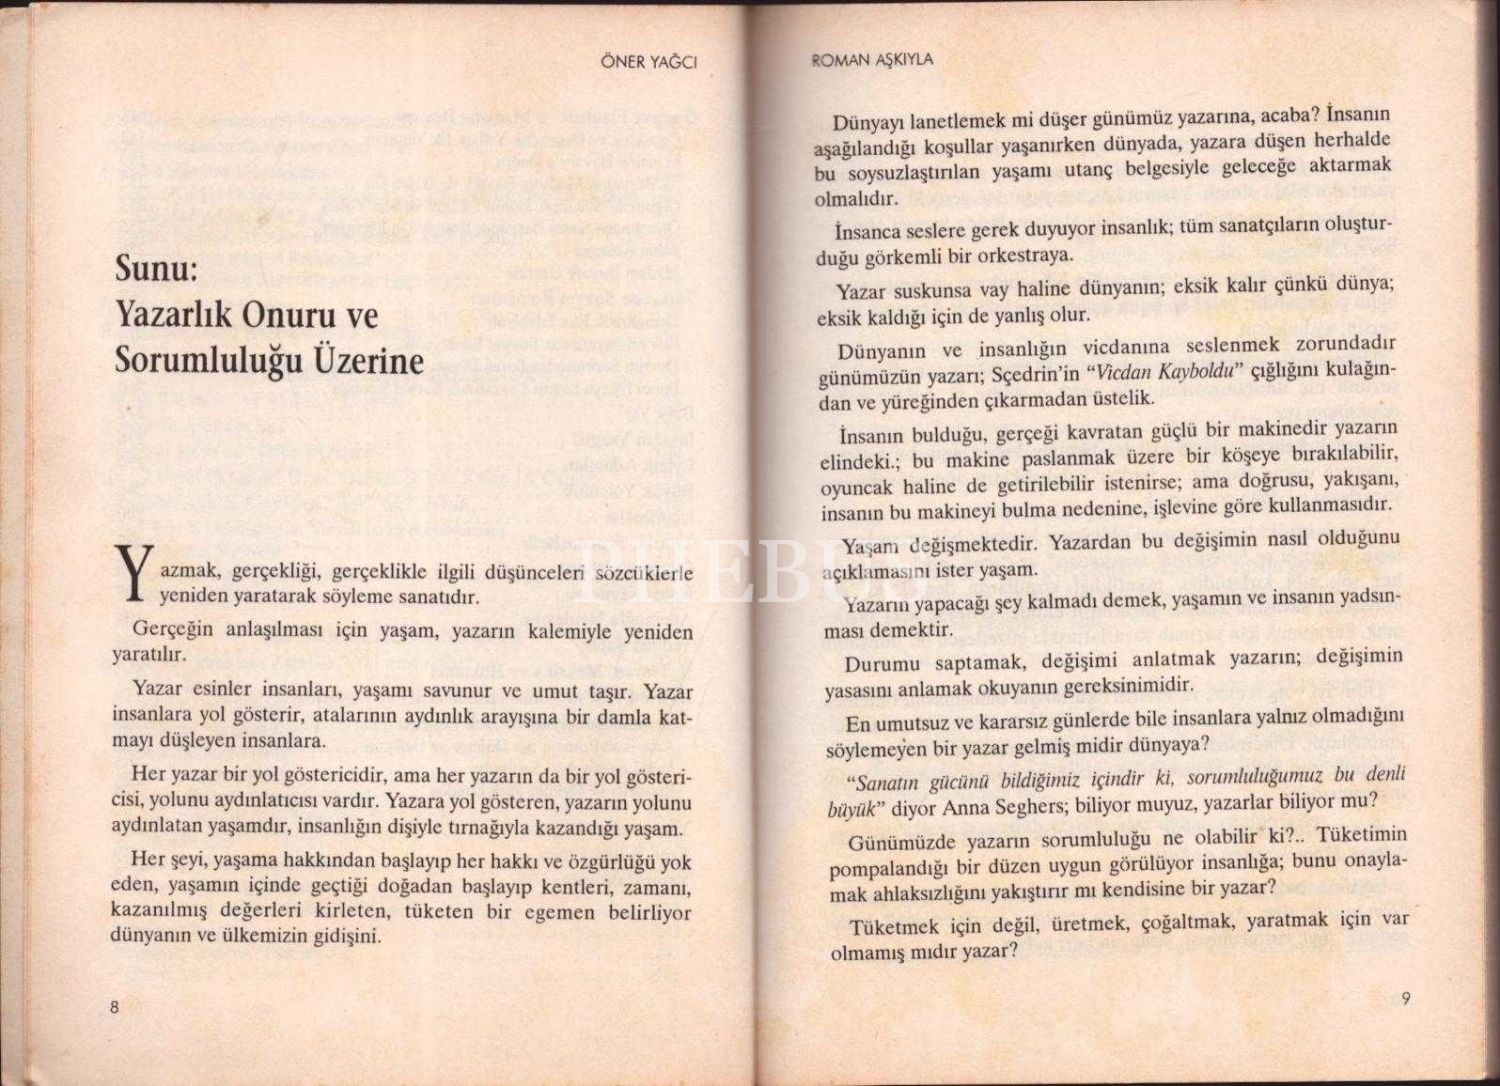 ÖNER YAĞCI
Sunu:
Yazarlık Onuru ve
Sorumluluğu Üzerine
Yazmak, gerçekliği, gerçeklikle ilgili düşünceleri sözcüklerle
yeniden yaratarak söyleme sanatıdır.
Gerçeğin anlaşılması için yaşam, yazarın kalemiyle yeniden
yaratılır.
Yazar esinler insanları, yaşamı savunur ve umut taşır. Yazar
insanlara yol gösterir, atalarının aydınlık arayışına bir damla kat-
mayı düşleyen insanlara.
Her yazar bir yol göstericidir, ama her yazarın da bir yol gösteri-
cisi, yolunu aydınlatıcısı vardır. Yazara yol gösteren, yazarın yolunu
aydınlatan yaşamdır, insanlığın dişiyle tırnağıyla kazandığı yaşam.
Her şeyi, yaşama hakkından başlayıp her hakkı ve özgürlüğü yok
eden, yaşamın içinde geçtiği doğadan başlayıp kentleri, zamanı,
kazanılmış değerleri kirleten, tüketen bir egemen belirliyor
dünyanın ve ülkemizin gidişini.
8
ROMAN AŞKIYLA
Dünyayı lanetlemek mi düşer günümüz yazarına, acaba? İnsanın
aşağılandığı koşullar yaşanırken dünyada, yazara düşen herhalde
bu soysuzlaştırılan yaşamı utanç belgesiyle geleceğe aktarmak
olmalıdır.
İnsanca seslere gerek duyuyor insanlık; tüm sanatçıların oluştur-
duğu görkemli bir orkestraya.
Yazar suskunsa vay haline dünyanın; eksik kalır çünkü dünya;
eksik kaldığı için de yanlış olur.
Dünyanın ve insanlığın vicdanına seslenmek zorundadır
günümüzün yazarı; Sçedrin'in "Vicdan Kayboldu" çığlığını kulağın-
dan ve yüreğinden çıkarmadan üstelik.
İnsanın bulduğu, gerçeği kavratan güçlü bir makinedir yazarın
elindeki.; bu makine paslanmak üzere bir köşeye bırakılabilir,
oyuncak haline de getirilebilir istenirse; ama doğrusu, yakışanı,
insanın bu makineyi bulma nedenine, işlevine göre kullanmasıdır.
Yaşam değişmektedir. Yazardan bu değişimin nasıl olduğunu
açıklamasını ister yaşam.
Yazarın yapacağı şey kalmadı demek, yaşamın ve insanın yadsın-
ması demektir.
Durumu saptamak, değişimi anlatmak yazarın; değişimin
yasasını anlamak okuyanın gereksinimidir.
En umutsuz ve kararsız günlerde bile insanlara yalnız olmadığını
söylemeyen bir yazar gelmiş midir dünyaya?
"Sanatın gücünü bildiğimiz içindir ki, sorumluluğumuz bu denli
büyük" diyor Anna Seghers; biliyor muyuz, yazarlar biliyor mu?
Günümüzde yazarın sorumluluğu ne olabilir ki?.. Tüketimin
pompalandığı bir düzen uygun görülüyor insanlığa; bunu onayla-
mak ahlaksızlığını yakıştırır mı kendisine bir yazar?
Tüketmek için değil, üretmek, çoğaltmak, yaratmak için var
olmamış mıdır yazar?
9
PHEBUS